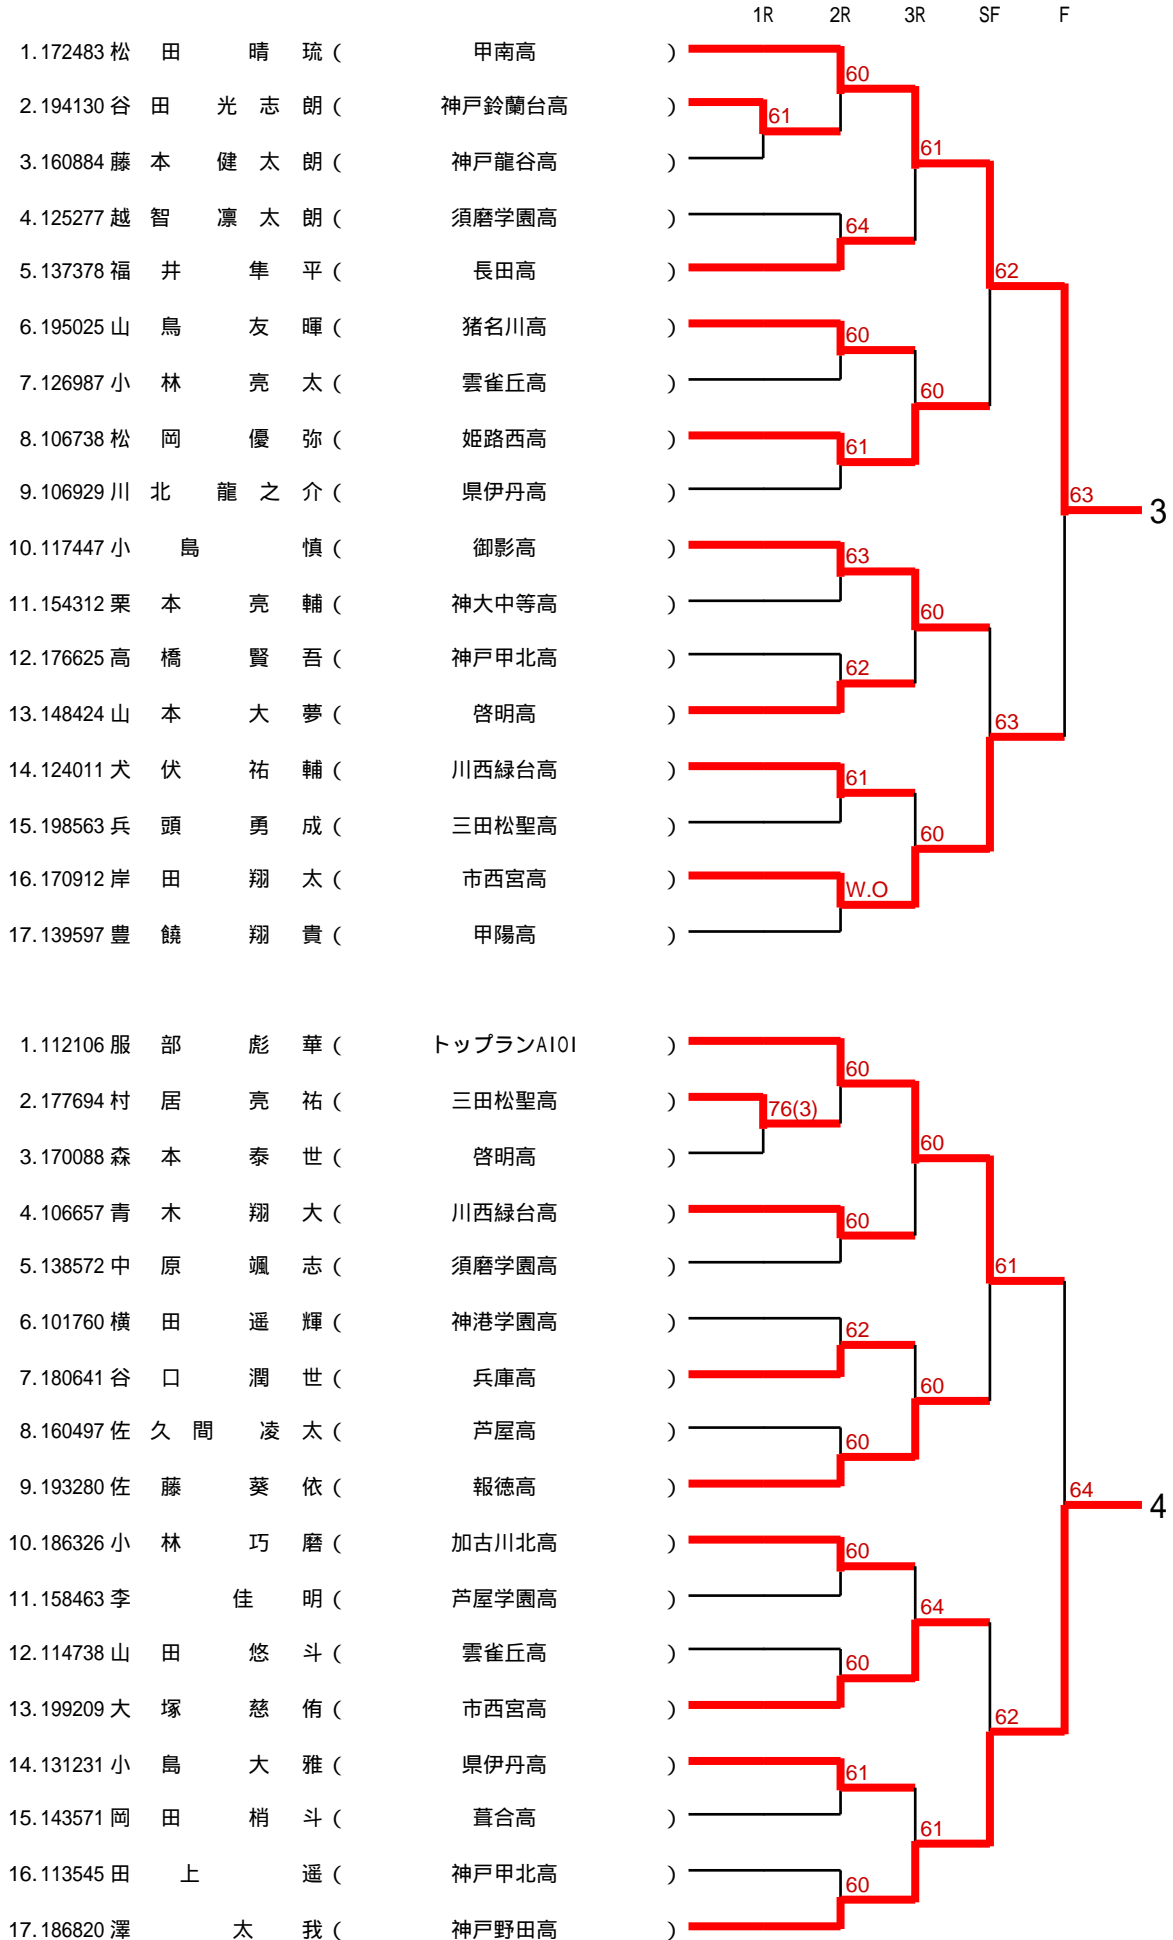 1R 2R 3R SF F
1.172483 松 田 晴 琉 ( 甲南高 )
60
2.194130 谷 田 光 志 朗 ( 神戸鈴蘭台高 )
61
61
3.160884 藤 本 健 太 朗 ( 神戸龍谷高 )
4.125277 越 智 凛 太 朗 ( 須磨学園高 )
64
5.137378 福 井 隼 平 ( 長田高 )
62
6.195025 山 鳥 友 暉 ( 猪名川高 )
60
7.126987 小 林 亮 太 ( 雲雀丘高 )
60
8.106738 松 岡 優 弥 ( 姫路西高 )
61
9.106929 川 北 龍 之 介 ( 県伊丹高 )
63 3
10.117447 小 島 慎 ( 御影高 )
63
11.154312 栗 本 亮 輔 ( 神大中等高 )
60
12.176625 高 橋 賢 吾 ( 神戸甲北高 )
62
13.148424 山 本 大 夢 ( 啓明高 )
63
14.124011 犬 伏 祐 輔 ( 川西緑台高 )
61
15.198563 兵 頭 勇 成 ( 三田松聖高 )
60
16.170912 岸 田 翔 太 ( 市西宮高 )
W.O
17.139597 豊 饒 翔 貴 ( 甲陽高 )
1.112106 服 部 彪 華 ( トップランAIOI )
60
2.177694 村 居 亮 祐 ( 三田松聖高 )
76(3)
60
3.170088 森 本 泰 世 ( 啓明高 )
4.106657 青 木 翔 大 ( 川西緑台高 )
60
5.138572 中 原 颯 志 ( 須磨学園高 )
61
6.101760 横 田 遥 輝 ( 神港学園高 )
62
7.180641 谷 口 潤 世 ( 兵庫高 )
60
8.160497 佐 久 間 凌 太 ( 芦屋高 )
60
9.193280 佐 藤 葵 依 ( 報徳高 )
64 4
10.186326 小 林 巧 磨 ( 加古川北高 )
60
11.158463 李 佳 明 ( 芦屋学園高 )
64
12.114738 山 田 悠 斗 ( 雲雀丘高 )
60
13.199209 大 塚 慈 侑 ( 市西宮高 )
62
14.131231 小 島 大 雅 ( 県伊丹高 )
61
15.143571 岡 田 梢 斗 ( 葺合高 )
61
16.113545 田 上 遥 ( 神戸甲北高 )
60
17.186820 澤 太 我 ( 神戸野田高 )